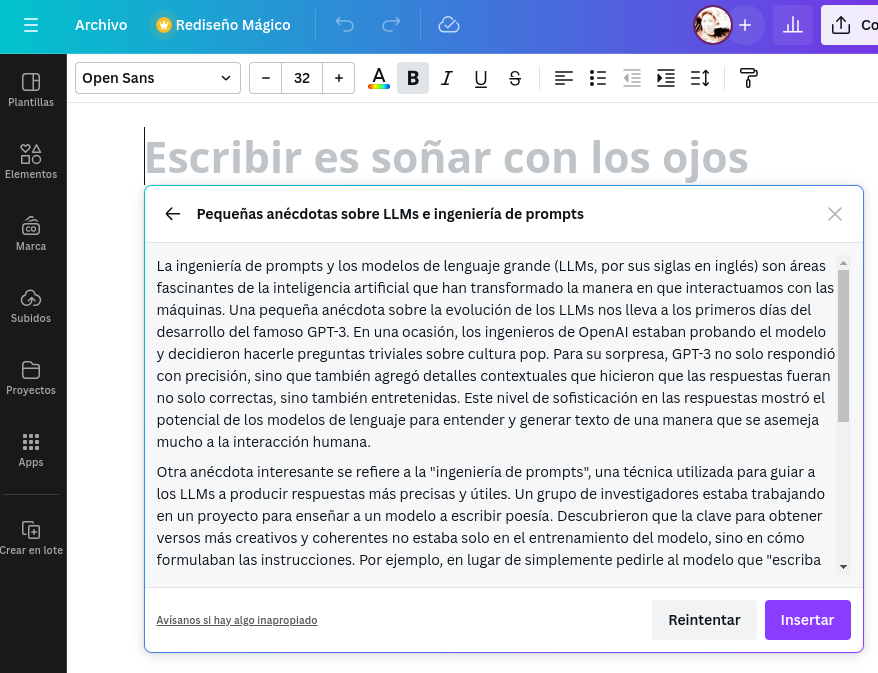 Archivo
Rediseño Mágico
Open Sans
32
A
B
I
U
S
Plantillas
Elementos
Marca
Subidos
Proyectos
Apps
Crear en lote
Escribir es soñar con los ojos
Pequeñas anécdotas sobre LLMs e ingeniería de prompts
La ingeniería de prompts y los modelos de lenguaje grande (LLMs, por sus siglas en inglés) son áreas
fascinantes de la inteligencia artificial que han transformado la manera en que interactuamos con las
máquinas. Una pequeña anécdota sobre la evolución de los LLMs nos lleva a los primeros días del
desarrollo del famoso GPT-3. En una ocasión, los ingenieros de OpenAI estaban probando el modelo
y decidieron hacerle preguntas triviales sobre cultura pop. Para su sorpresa, GPT-3 no solo respondió
con precisión, sino que también agregó detalles contextuales que hicieron que las respuestas fueran
no solo correctas, sino también entretenidas. Este nivel de sofisticación en las respuestas mostró el
potencial de los modelos de lenguaje para entender y generar texto de una manera que se asemeja
mucho a la interacción humana.
Otra anécdota interesante se refiere a la "ingeniería de prompts", una técnica utilizada para guiar a
los LLMs a producir respuestas más precisas y útiles. Un grupo de investigadores estaba trabajando
en un proyecto para enseñar a un modelo a escribir poesía. Descubrieron que la clave para obtener
versos más creativos y coherentes no estaba solo en el entrenamiento del modelo, sino en cómo
formulaban las instrucciones. Por ejemplo, en lugar de simplemente pedirle al modelo que "escriba
Avísanos si hay algo inapropiado
Reintentar
Insertar